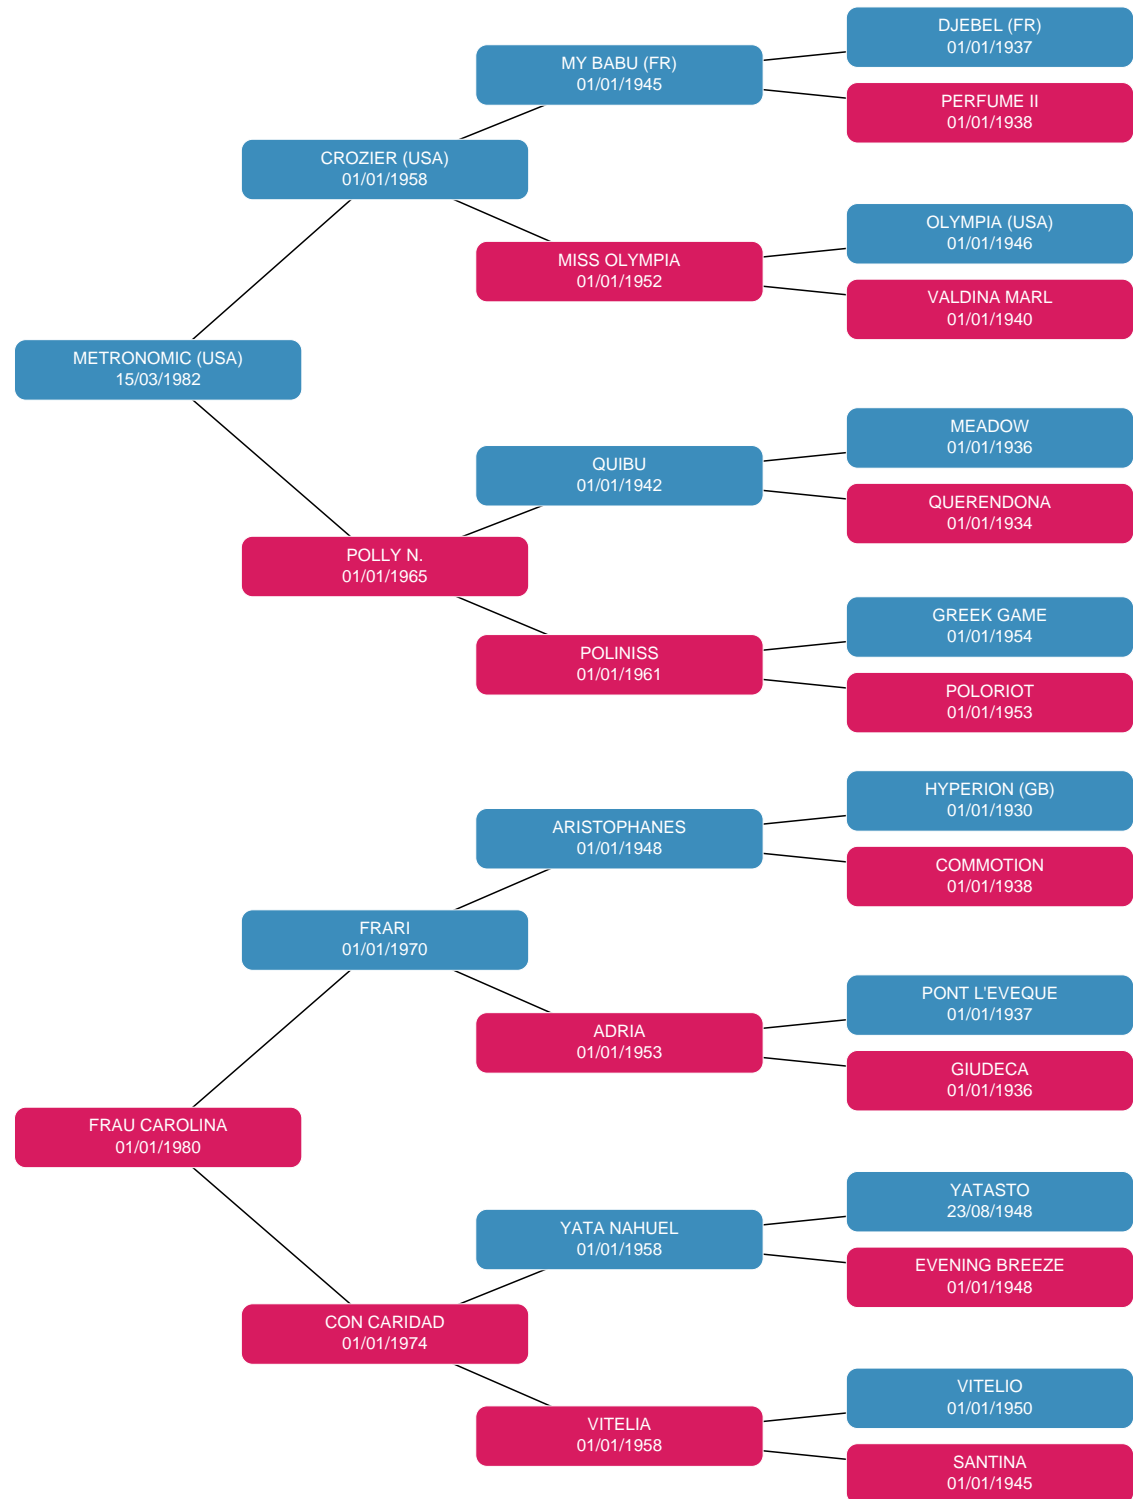 DJEBEL (FR)
01/01/1937
MY BABU (FR)
01/01/1945
PERFUME II
01/01/1938
CROZIER (USA)
01/01/1958
OLYMPIA (USA)
01/01/1946
MISS OLYMPIA
01/01/1952
VALDINA MARL
01/01/1940
METRONOMIC (USA)
15/03/1982
MEADOW
01/01/1936
QUIBU
01/01/1942
QUERENDONA
01/01/1934
POLLY N.
01/01/1965
GREEK GAME
01/01/1954
POLINISS
01/01/1961
POLORIOT
01/01/1953
HYPERION (GB)
01/01/1930
ARISTOPHANES
01/01/1948
COMMOTION
01/01/1938
FRARI
01/01/1970
PONT L'EVEQUE
01/01/1937
ADRIA
01/01/1953
GIUDECA
01/01/1936
FRAU CAROLINA
01/01/1980
YATASTO
23/08/1948
YATA NAHUEL
01/01/1958
EVENING BREEZE
01/01/1948
CON CARIDAD
01/01/1974
VITELIO
01/01/1950
VITELIA
01/01/1958
SANTINA
01/01/1945